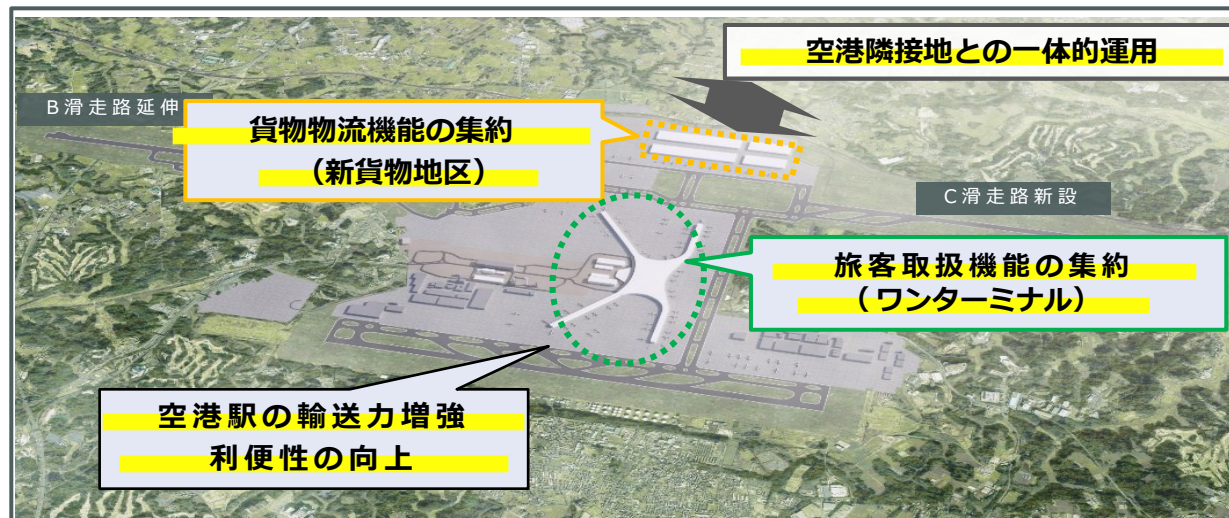 空港隣接地との一体的運用
B滑走路延伸
貨物物流機能の集約
（新貨物地区）
C滑走路新設
旅客取扱機能の集約
（ワンターミナル）
空港駅の輸送力増強
利便性の向上